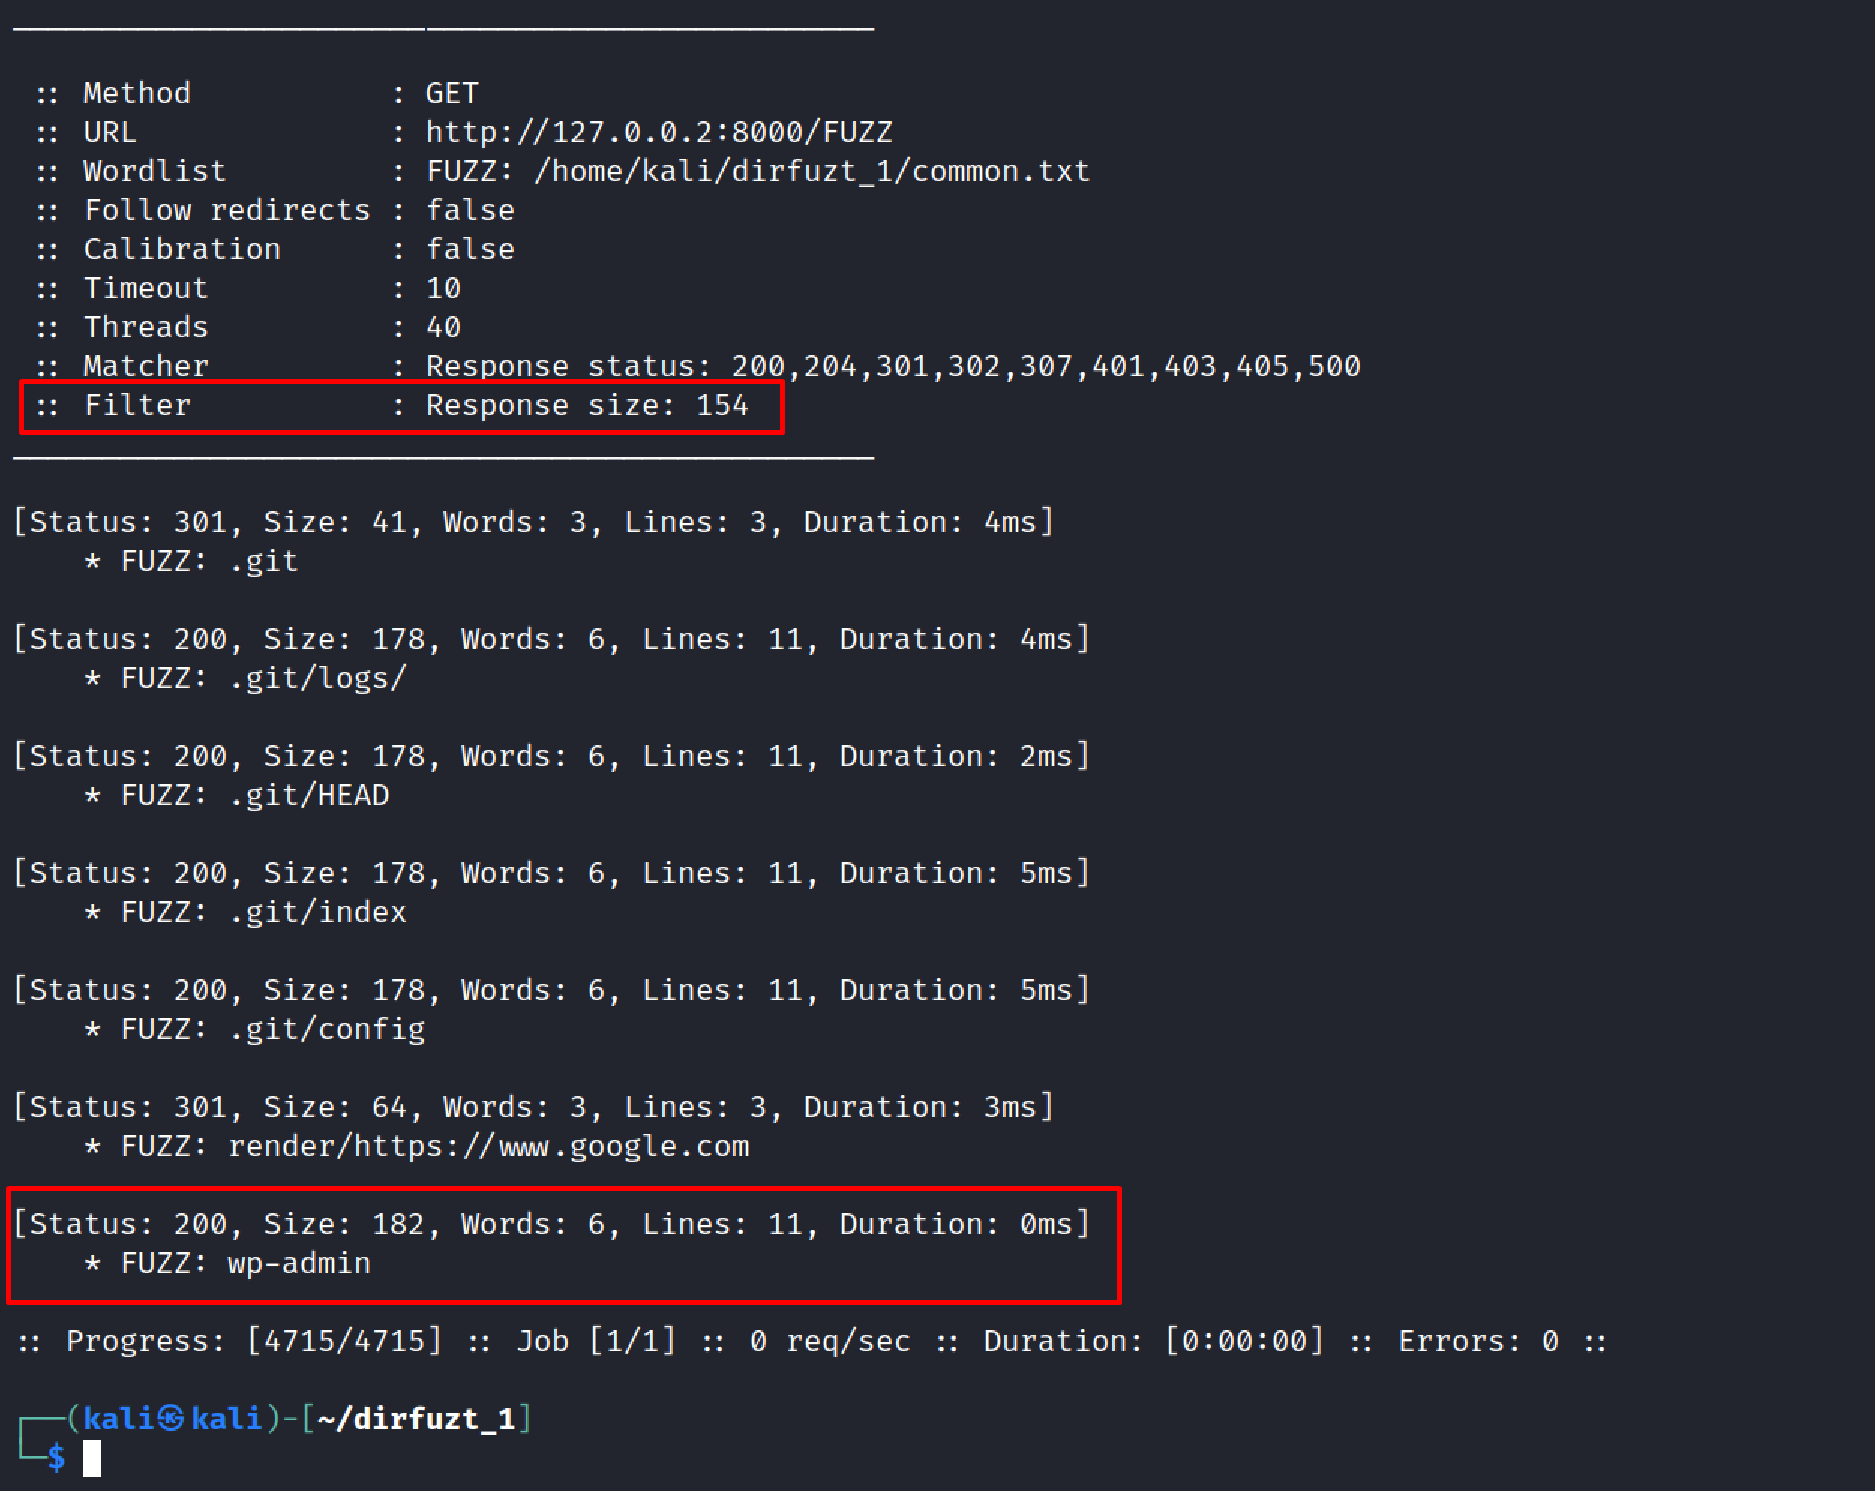 :: Method : GET
:: URL : http://127.0.0.2:8000/FUZZ
:: Wordlist : FUZZ: /home/kali/dirfuzt_1/common.txt
:: Follow redirects : false
:: Calibration : false
:: Timeout : 10
:: Threads : 40
:: Matcher : Response status: 200,204,301,302,307,401,403,405,500
:: Filter : Response size: 154
[Status: 301, Size: 41, Words: 3, Lines: 3, Duration: 4ms]
* FUZZ: .git
[Status: 200, Size: 178, Words: 6, Lines: 11, Duration: 4ms]
* FUZZ: .git/logs/
[Status: 200, Size: 178, Words: 6, Lines: 11, Duration: 2ms]
* FUZZ: .git/HEAD
[Status: 200, Size: 178, Words: 6, Lines: 11, Duration: 5ms]
* FUZZ: .git/index
[Status: 200, Size: 178, Words: 6, Lines: 11, Duration: 5ms]
* FUZZ: .git/config
[Status: 301, Size: 64, Words: 3, Lines: 3, Duration: 3ms]
* FUZZ: render/https://www.google.com
[Status: 200, Size: 182, Words: 6, Lines: 11, Duration: 0ms]
* FUZZ: wp-admin
:: Progress: [4715/4715] :: Job [1/1] :: 0 req/sec :: Duration: [0:00:00] :: Errors: 0 ::
┌──(kali㉿kali)-[~/dirfuzt_1]
└─$